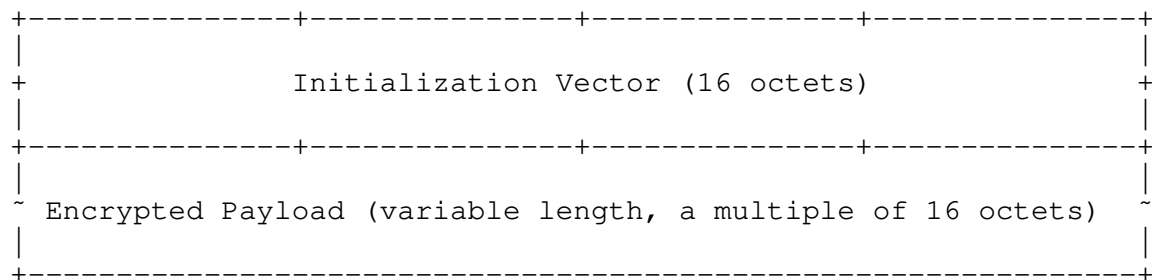 Initialization Vector (16 octets)
Encrypted Payload (variable length, a multiple of 16 octets)